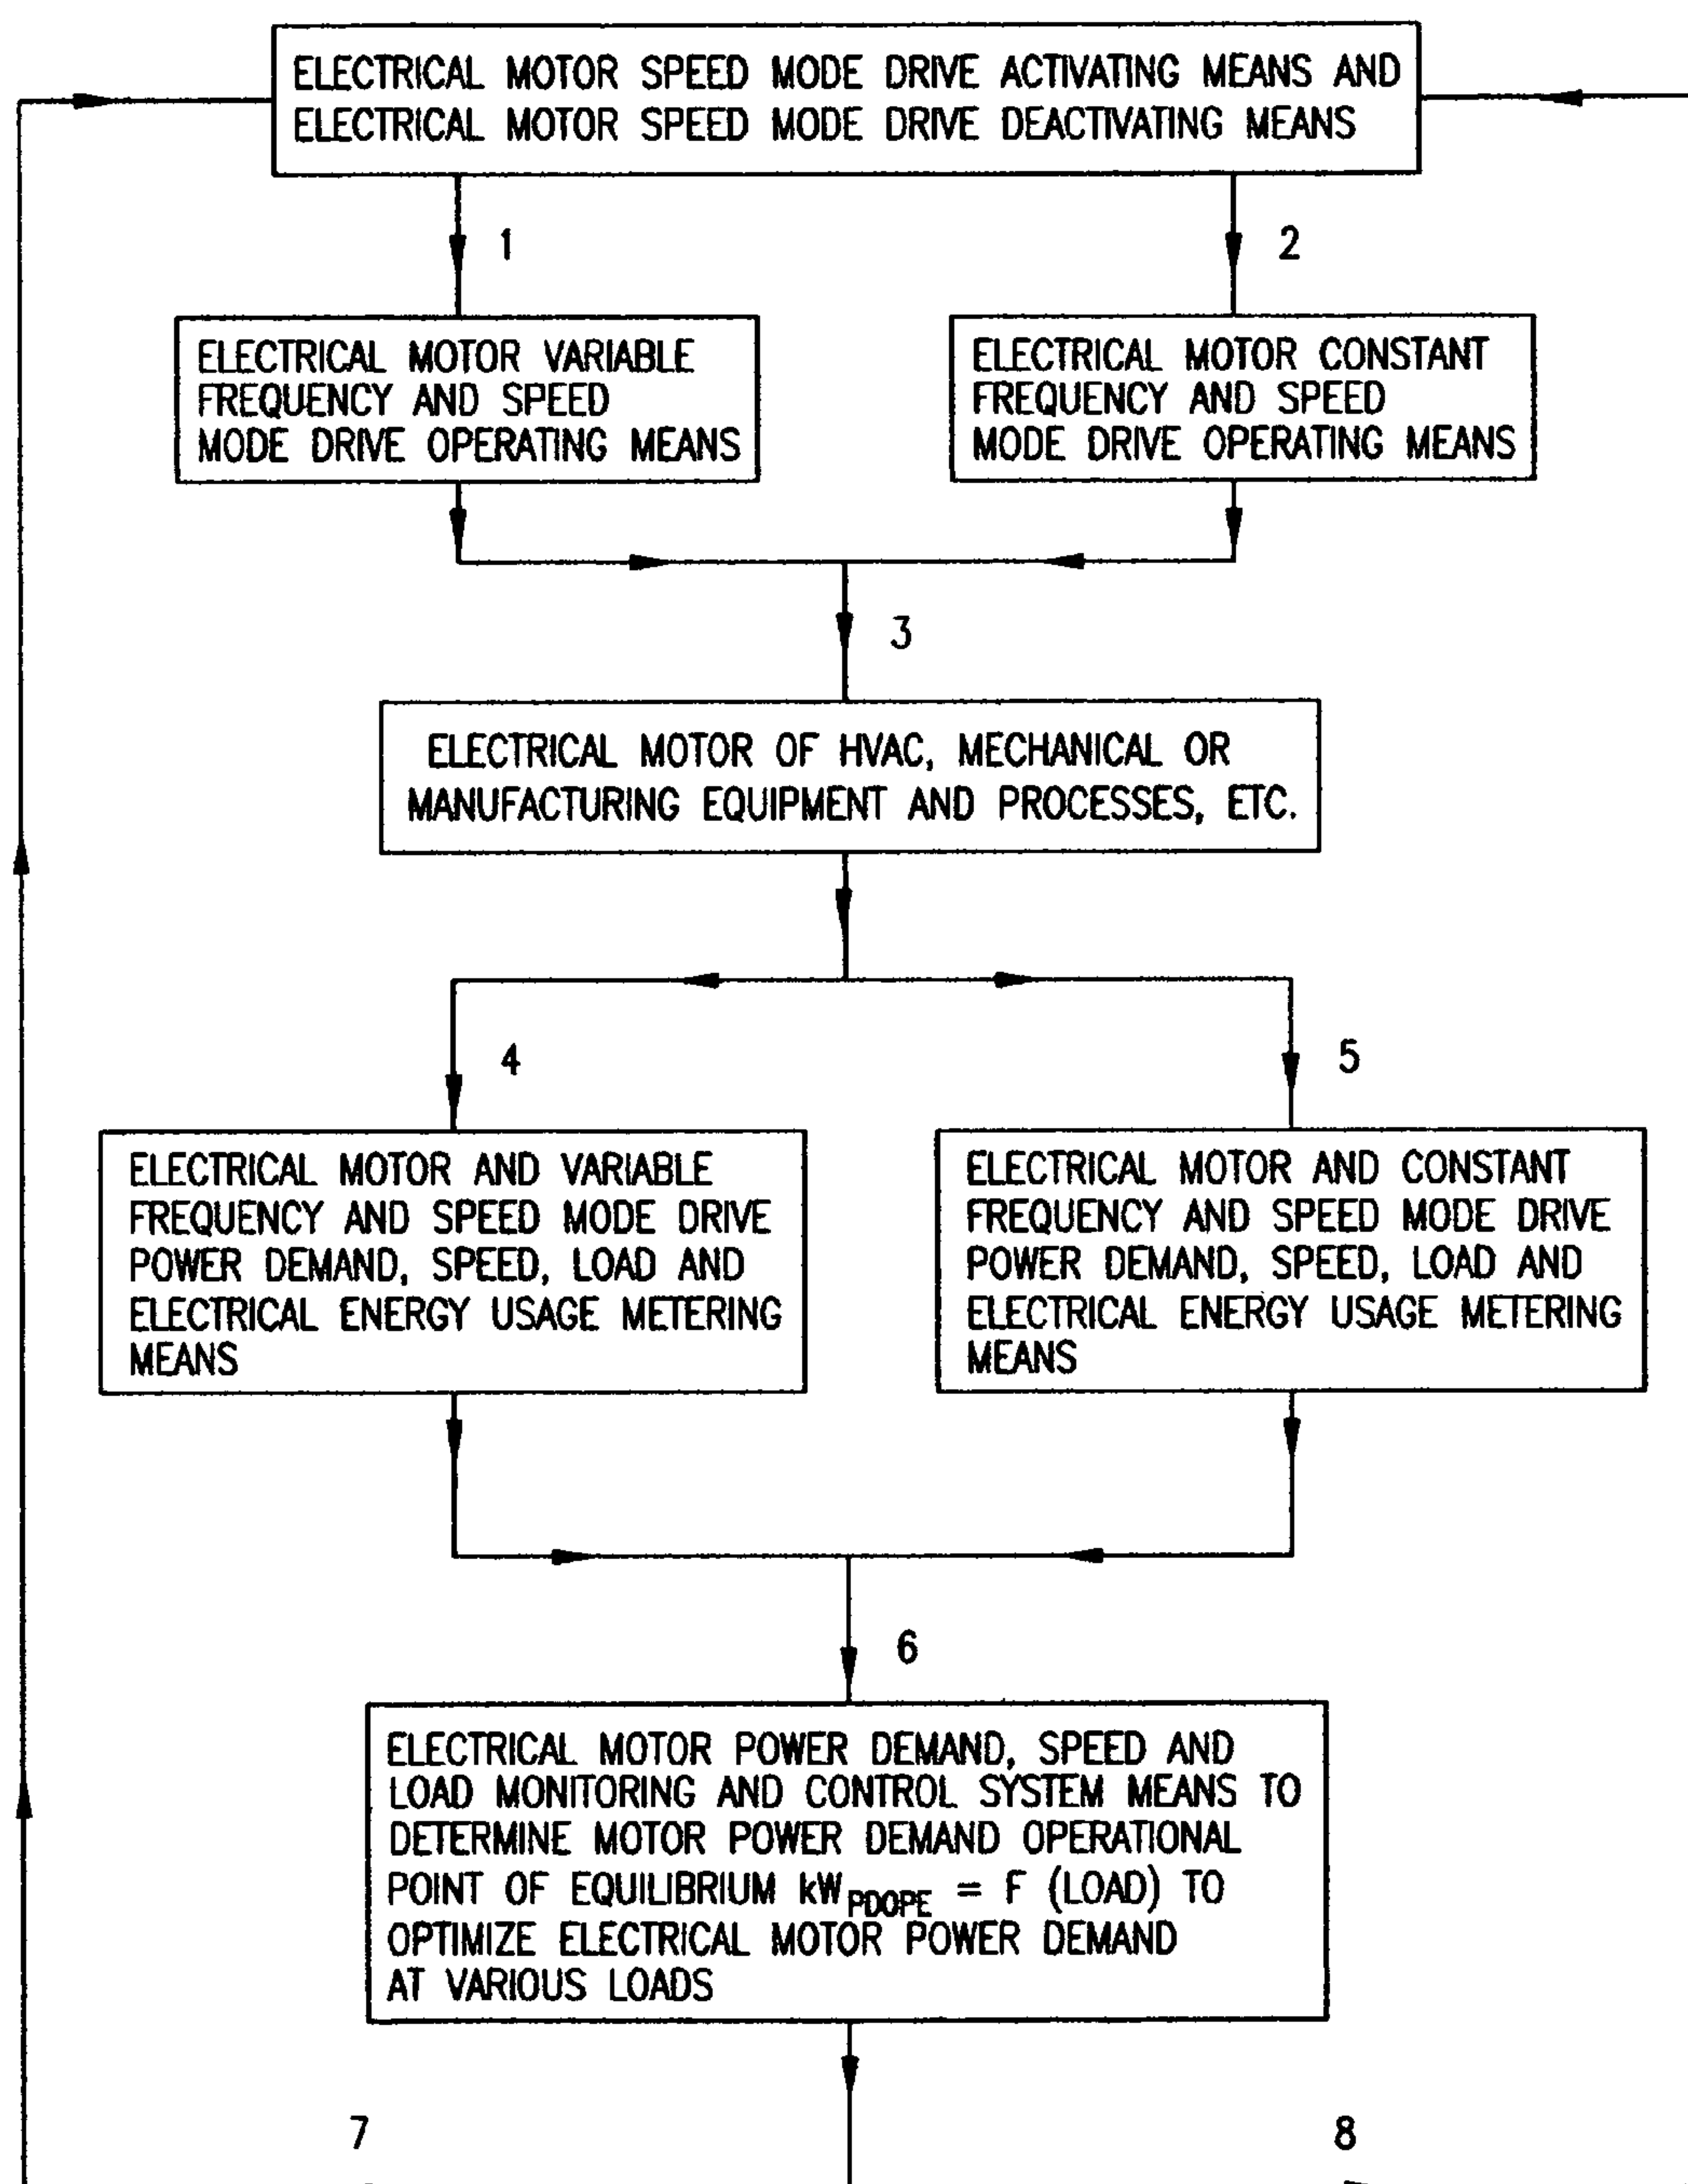 ELECTRICAL MOTOR SPEED MODE DRIVE ACTIVATING MEANS AND
ELECTRICAL MOTOR SPEED MODE DRIVE DEACTIVATING MEANS
1
2
ELECTRICAL MOTOR VARIABLE
FREQUENCY AND SPEED
MODE DRIVE OPERATING MEANS
ELECTRICAL MOTOR CONSTANT
FREQUENCY AND SPEED
MODE DRIVE OPERATING MEANS
3
ELECTRICAL MOTOR OF HVAC, MECHANICAL OR
MANUFACTURING EQUIPMENT AND PROCESSES, ETC.
4
5
ELECTRICAL MOTOR AND VARIABLE
FREQUENCY AND SPEED MODE DRIVE
POWER DEMAND, SPEED, LOAD AND
ELECTRICAL ENERGY USAGE METERING
MEANS
ELECTRICAL MOTOR AND CONSTANT
FREQUENCY AND SPEED MODE DRIVE
POWER DEMAND, SPEED, LOAD AND
ELECTRICAL ENERGY USAGE METERING
MEANS
6
ELECTRICAL MOTOR POWER DEMAND, SPEED AND
LOAD MONITORING AND CONTROL SYSTEM MEANS TO
DETERMINE MOTOR POWER DEMAND OPERATIONAL
POINT OF EQUILIBRIUM kW PDOPE = F (LOAD) TO
OPTIMIZE ELECTRICAL MOTOR POWER DEMAND
AT VARIOUS LOADS
7
8